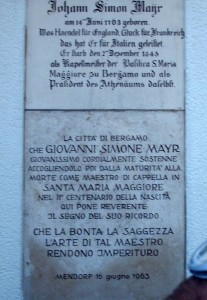 Johann Simon Mayr
am 14 Juni 1763 geboren.
Was Haendel für England, Gluck für Frankreich
das hat Er für Italien geleistet.
Er starb den 2 Dezember 1845
als Kapellmeister der Basilica S. Maria
Maggiore zu Bergamo und als
Präsident des Athenäums daselbst.
LA CITTÀ DI BERGAMO
CHE GIOVANNI SIMONE MAYR
GIOVANISSIMO CORDIALMENTE SOSTENNE
ACCOGLIENDOLO POI DALLA MATURITÀ ALLA
MORTE COME MAESTRO DI CAPPELLA IN
SANTA MARIA MAGGIORE
NEL II° CENTENARIO DELLA NASCITA
QUI PONE REVERENTE
IL SEGNO DEL SUO RICORDO
CHE LA BONTÀ LA SAGGEZZA
L'ARTE DI TAL MAESTRO
RENDONO IMPERITURO
MENDORF 16 giugno 1963